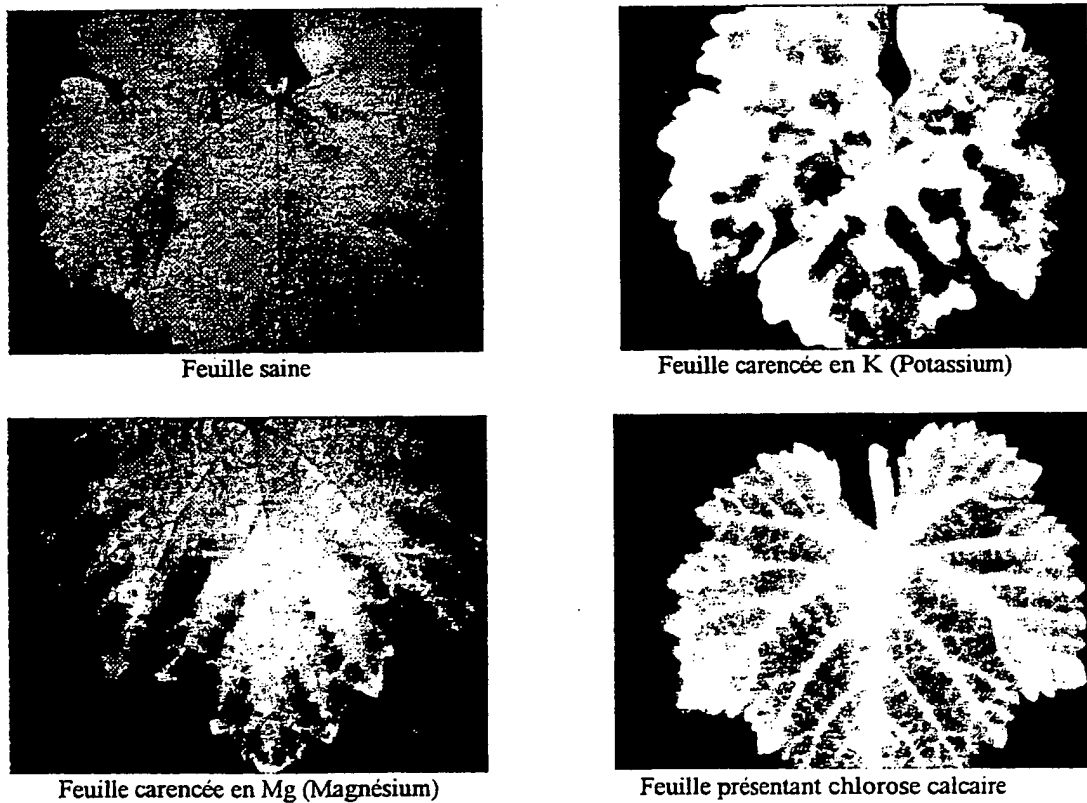 Feuille saine
Feuille carencée en K (Potassium)
Feuille carencée en Mg (Magnésium)
Feuille présentant chlorose calcaire